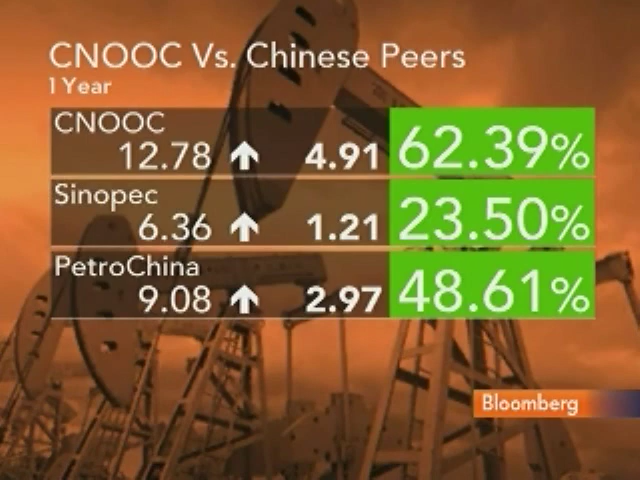 CNOOC Vs. Chinese Peers
1 Year
CNOOC
12.78 ↑ 4.91 62.39%
Sinopec
6.36 ↑ 1.21 23.50%
PetroChina
9.08 ↑ 2.97 48.61%
Bloomberg